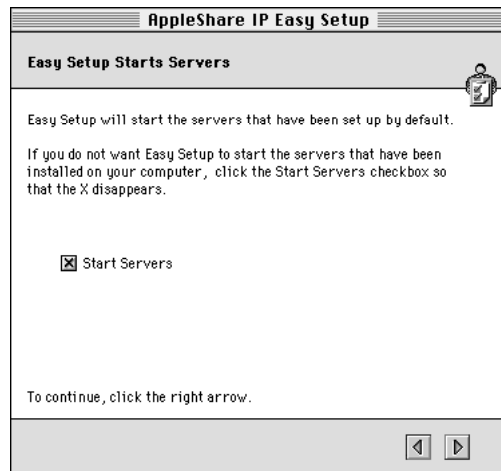 AppleShare IP Easy Setup
Easy Setup Starts Servers
Easy Setup will start the servers that have been set up by default.
If you do not want Easy Setup to start the servers that have been
installed on your computer, click the Start Servers checkbox so
that the X disappears.
Start Servers
To continue, click the right arrow.